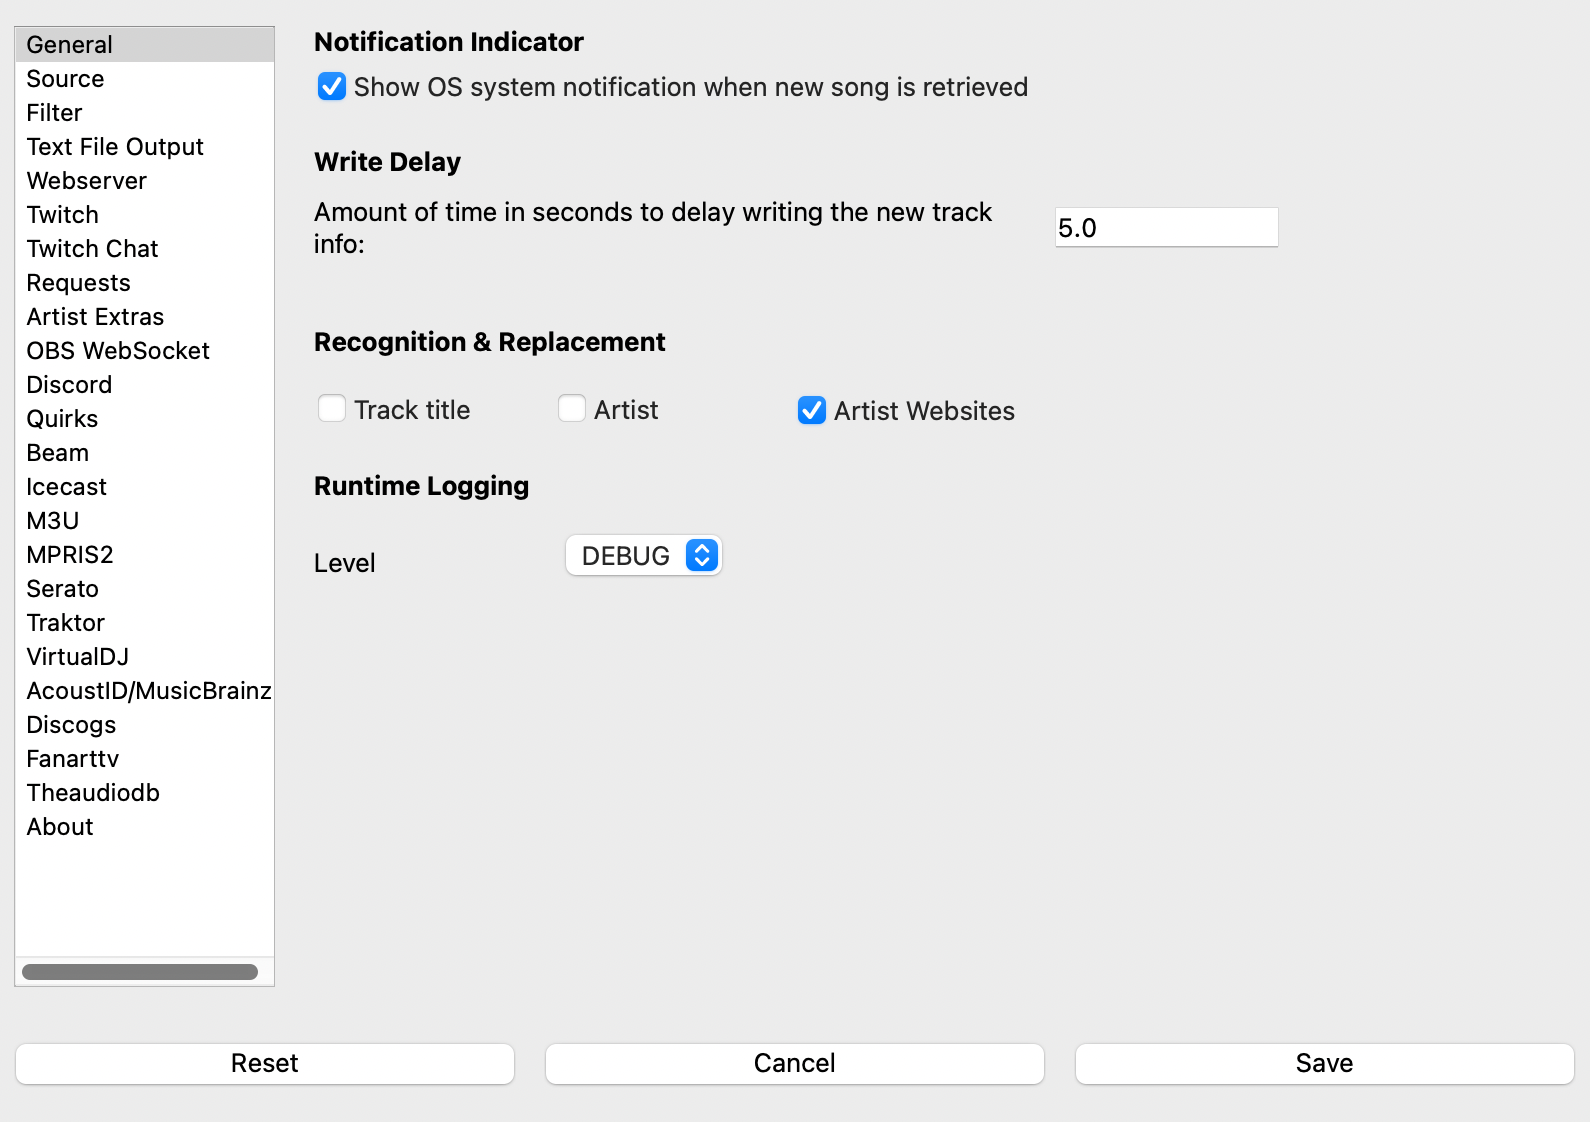 General
Source
Filter
Text File Output
Webserver
Twitch
Twitch Chat
Requests
Artist Extras
OBS WebSocket
Discord
Quirks
Beam
Icecast
M3U
MPRIS2
Serato
Traktor
VirtualDJ
AcoustID/MusicBrainz
Discogs
Fanarttv
Theaudiodb
About
Notification Indicator
Show OS system notification when new song is retrieved
Write Delay
Amount of time in seconds to delay writing the new track
info:
5.0
Recognition & Replacement
Track title
Artist
Artist Websites
Runtime Logging
Level
DEBUG
Reset
Cancel
Save